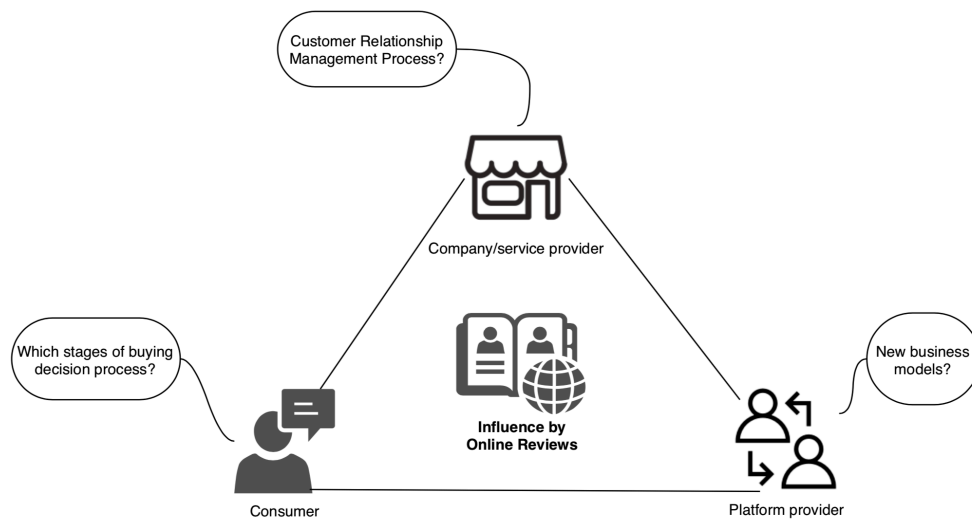 Customer Relationship
Management Process?
Company/service provider
Which stages of buying
decision process?
New business
models?
Influence by
Online Reviews
Consumer
Platform provider